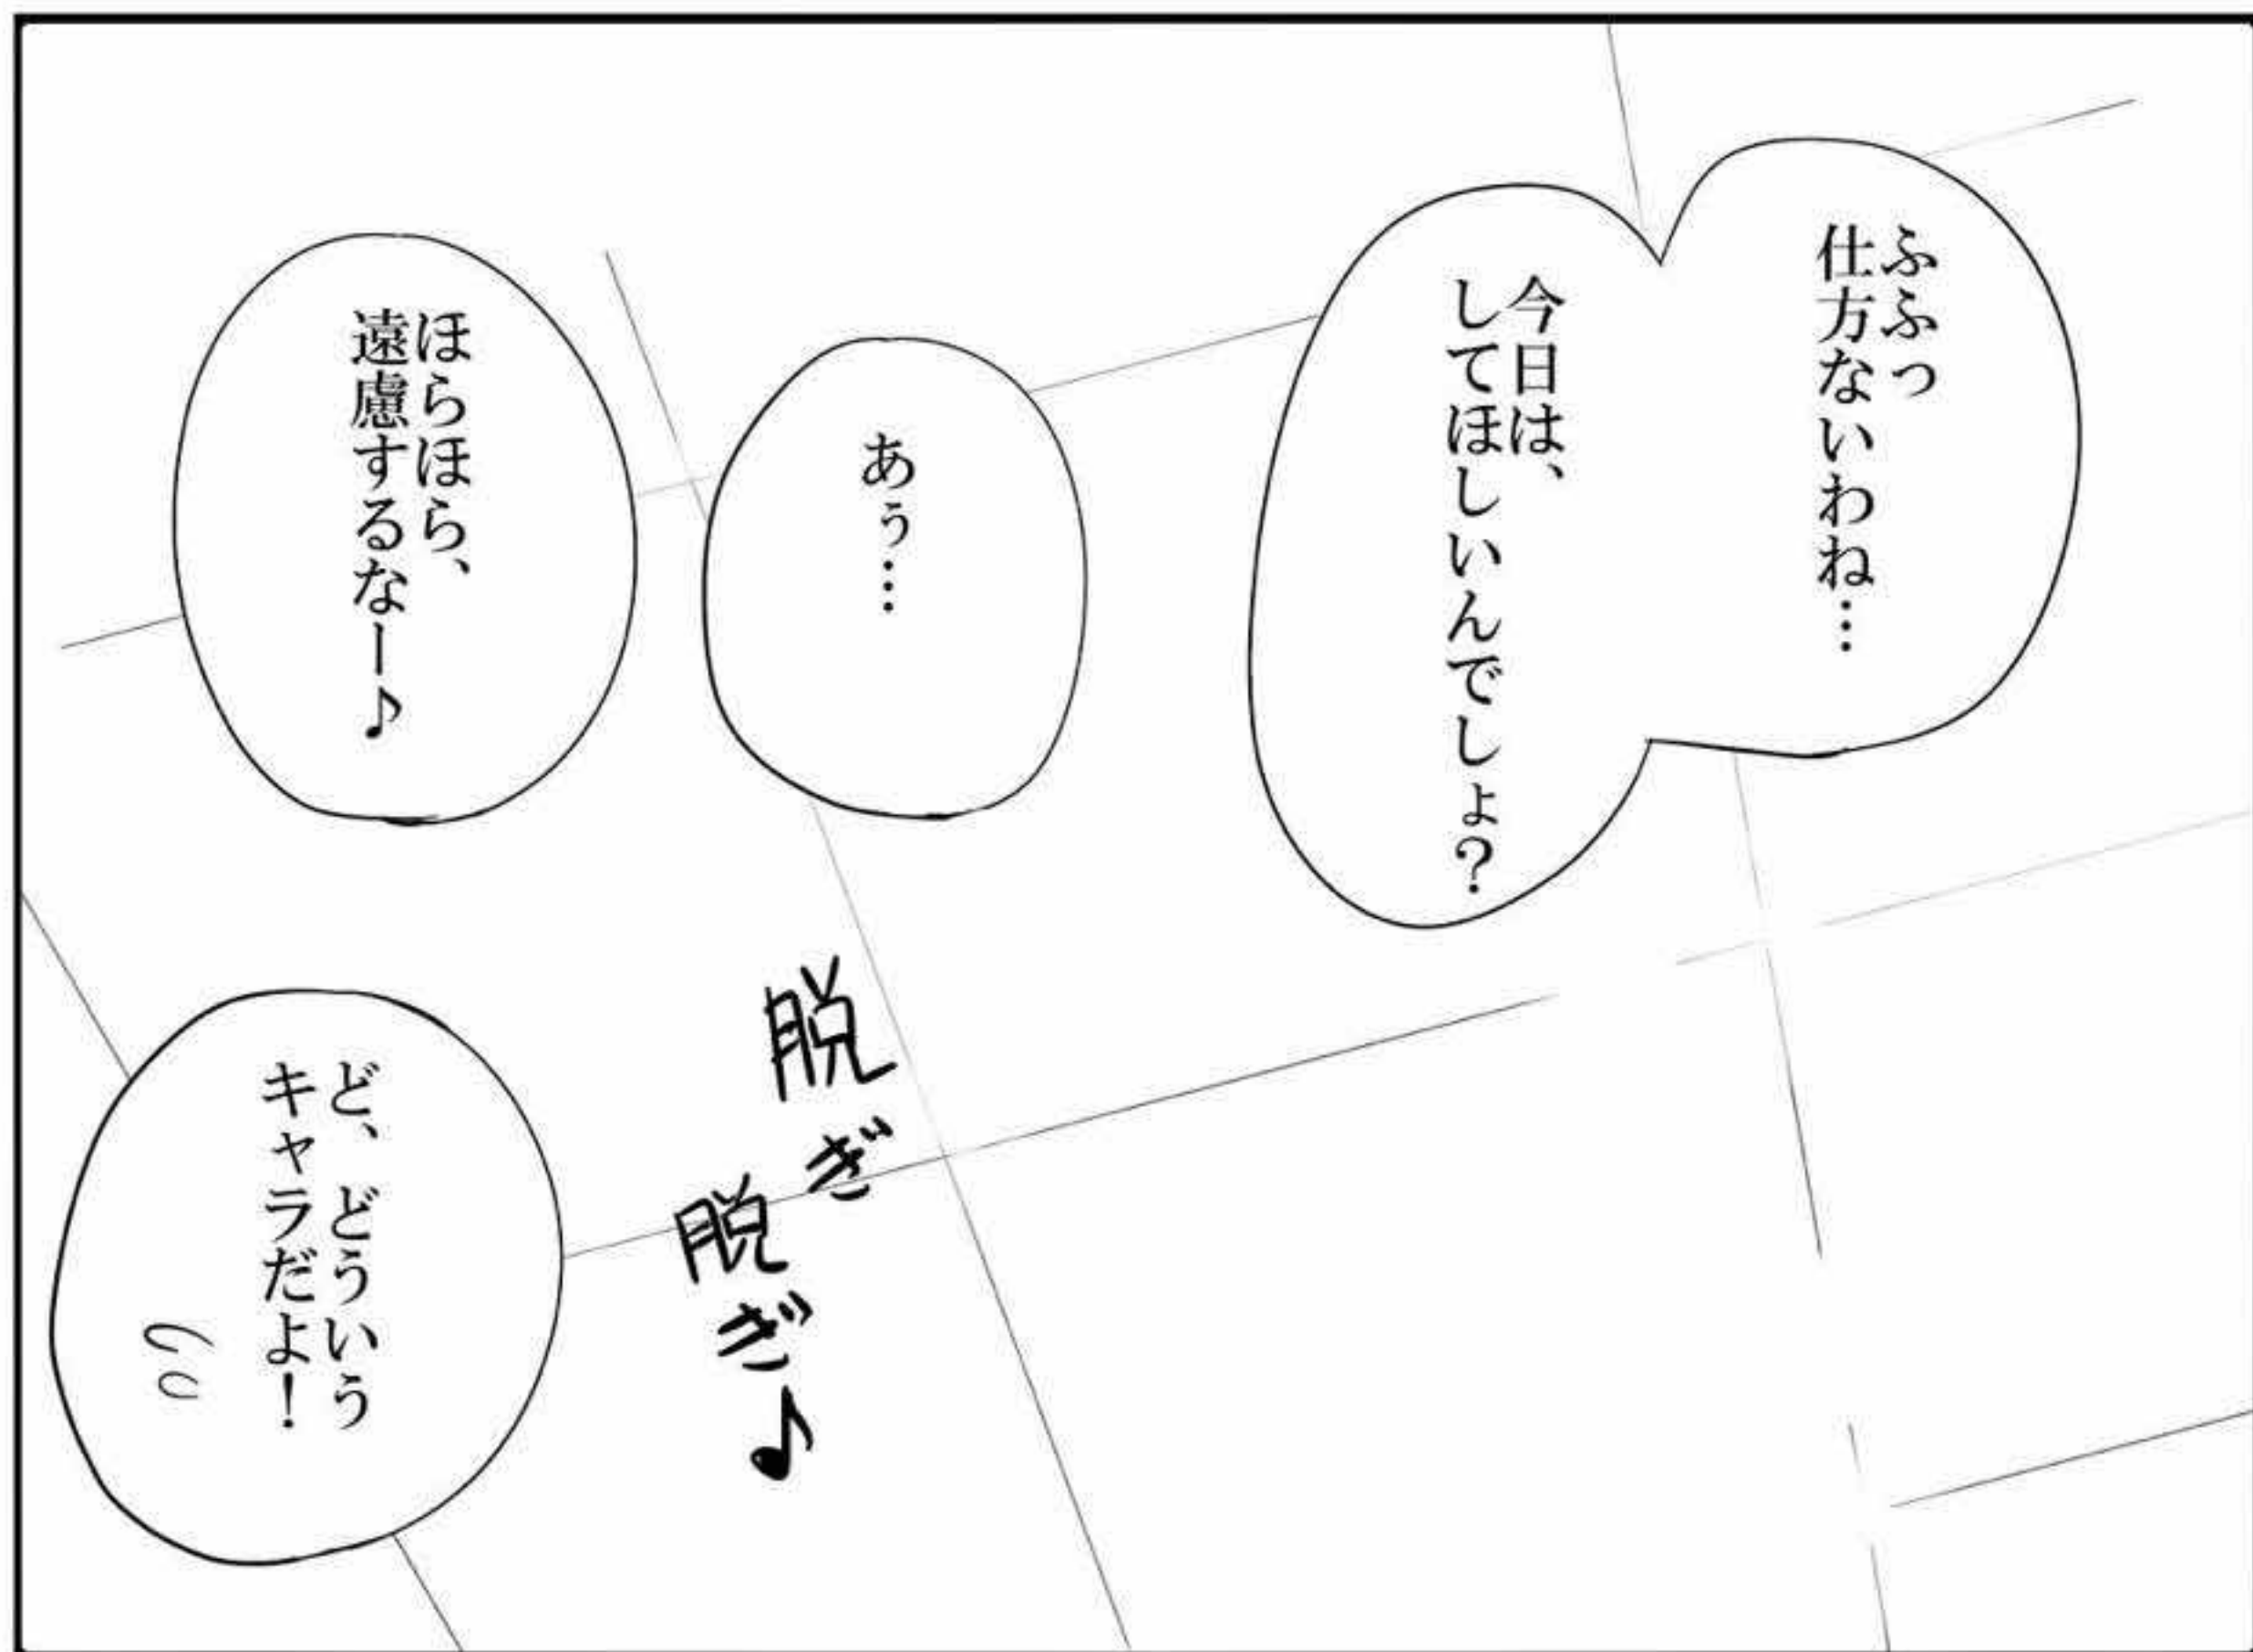 ふふっ
仕方ないわね…
今日は、
してほしいんでしょ?
あぅ…
ほらほら、
遠慮するなー♪
脱ぎ
脱ぎ♪
ど、どういう
キャラだよ!